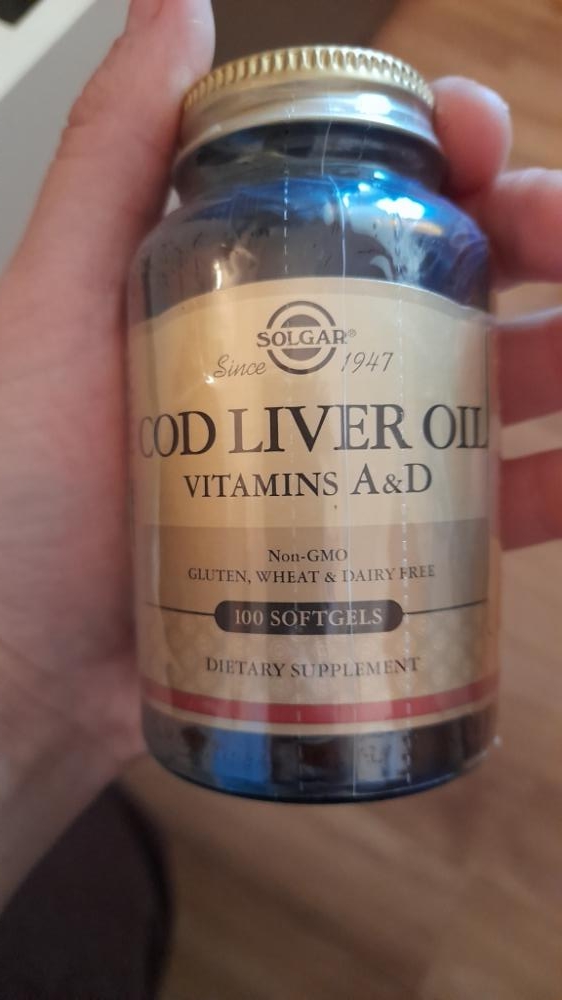 SOLGAR®
Since 1947
COD LIVER OIL
VITAMINS A&D
Non-GMO
GLUTEN, WHEAT & DAIRY FREE
100 SOFTGELS
DIETARY SUPPLEMENT